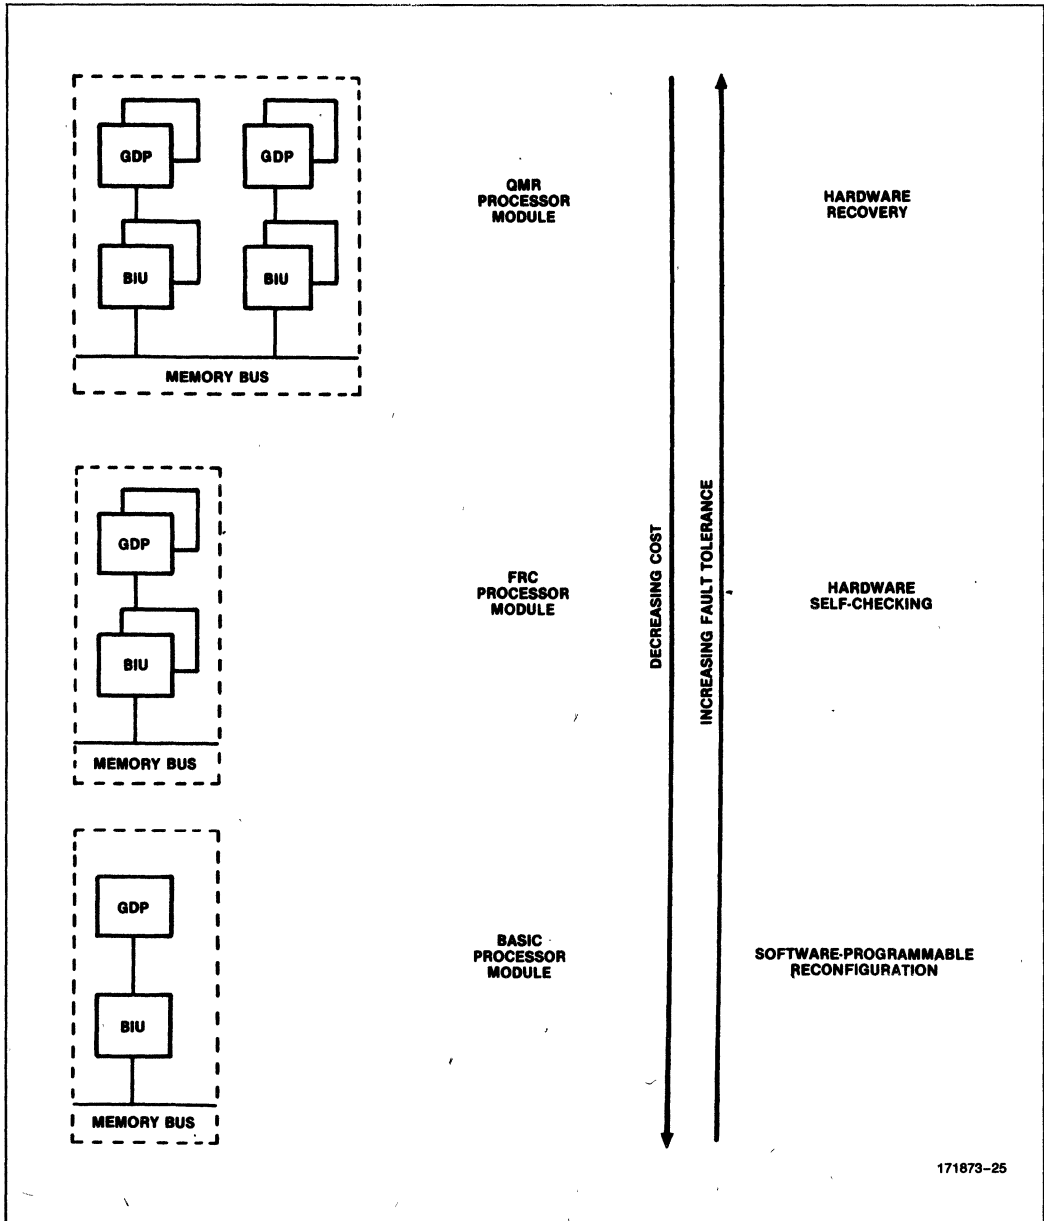 GDP
GDP
BIU
BIU
MEMORY BUS
QMR
PROCESSOR
MODULE
HARDWARE
RECOVERY
GDP
BIU
MEMORY BUS
FRC
PROCESSOR
MODULE
DECREASING COST
INCREASING FAULT TOLERANCE
HARDWARE
SELF-CHECKING
GDP
BIU
MEMORY BUS
BASIC
PROCESSOR
MODULE
SOFTWARE-PROGRAMMABLE
RECONFIGURATION
171873-25